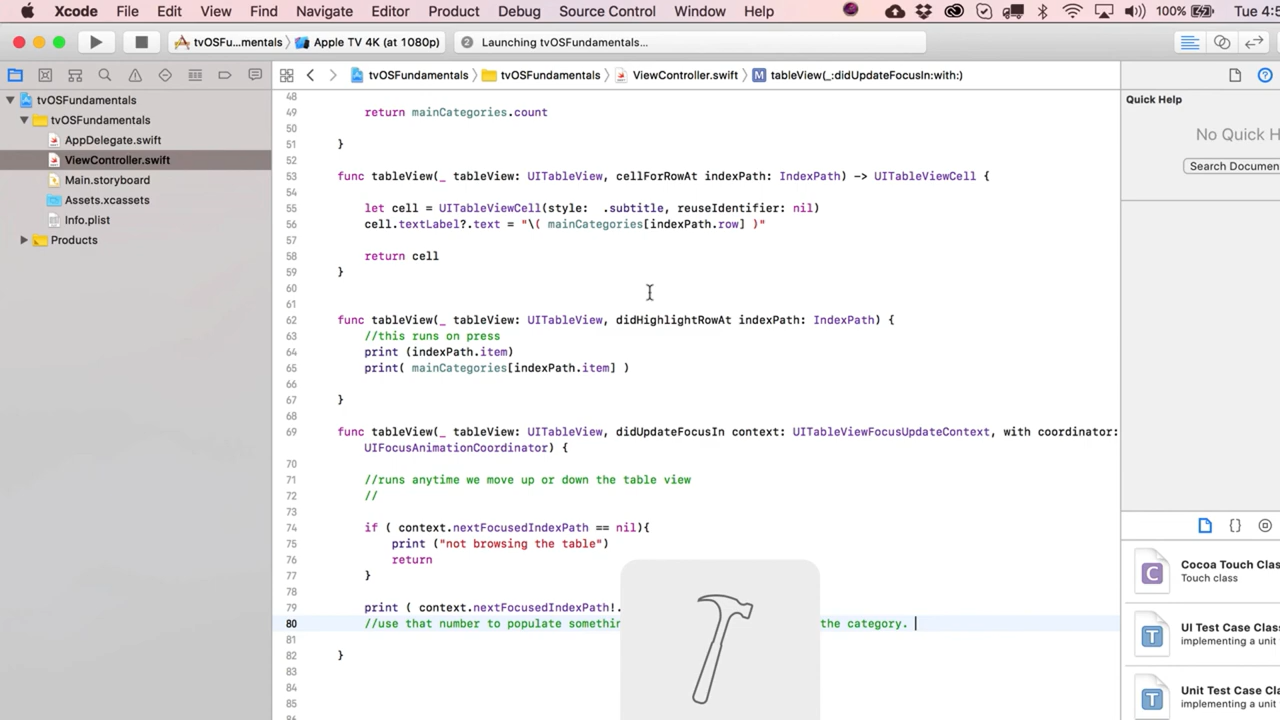 Xcode File Edit View Find Navigate Editor Product Debug Source Control Window Help 100% Tue 4:5
tvOSFu…mentals Apple TV 4K (at 1080p) 2 Launching tvOSFundamentals…
tvOSFundamentals tvOSFundamentals ViewController.swift M tableView(_:didUpdateFocusIn:with:)
tvOSFundamentals
tvOSFundamentals
AppDelegate.swift
ViewController.swift
Main.storyboard
Assets.xcassets
Info.plist
Products
48
49 return mainCategories.count
50
51 }
52
53 func tableView(_ tableView: UITableView, cellForRowAt indexPath: IndexPath) -> UITableViewCell {
54
55 let cell = UITableViewCell(style: .subtitle, reuseIdentifier: nil)
56 cell.textLabel?.text = "\( mainCategories[indexPath.row] )"
57
58 return cell
59 }
60
61
62 func tableView(_ tableView: UITableView, didHighlightRowAt indexPath: IndexPath) {
63 //this runs on press
64 print (indexPath.item)
65 print( mainCategories[indexPath.item] )
66
67 }
68
69 func tableView(_ tableView: UITableView, didUpdateFocusIn context: UITableViewFocusUpdateContext, with coordinator:
UIFocusAnimationCoordinator) {
70
71 //runs anytime we move up or down the table view
72 //
73
74 if ( context.nextFocusedIndexPath == nil){
75 print ("not browsing the table")
76 return
77 }
78
79 print ( context.nextFocusedIndexPath!.
80 //use that number to populate somethin the category.
81
82 }
83
84
85
86
Quick Help
No Quick H
Search Documen
C Cocoa Touch Clas
Touch class
T UI Test Case Clas
implementing a unit
T Unit Test Case Cl
implementing a unit